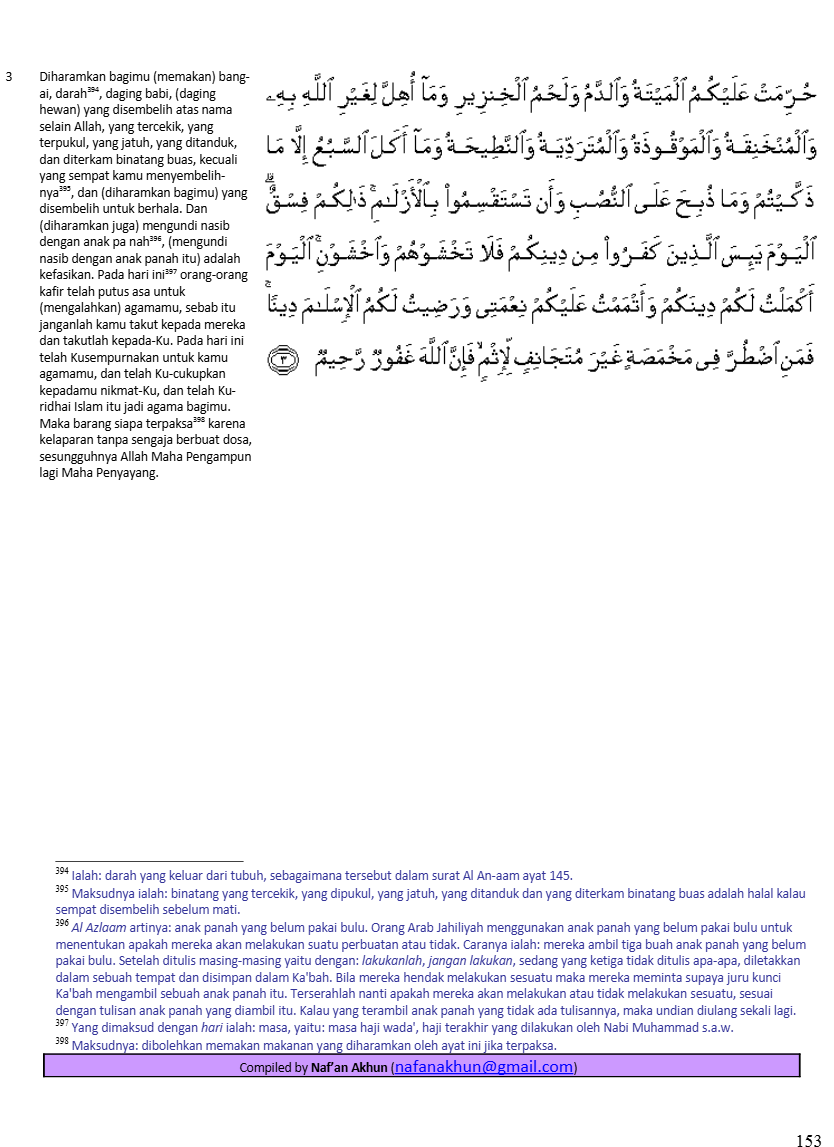 3
Diharamkan bagimu (memakan) bang-
ai, darah³⁹⁴, daging babi, (daging
hewan) yang disembelih atas nama
selain Allah, yang tercekik, yang
terpukul, yang jatuh, yang ditanduk,
dan diterkam binatang buas, kecuali
yang sempat kamu menyembelih-
nya³⁹⁵, dan (diharamkan bagimu) yang
disembelih untuk berhala. Dan
(diharamkan juga) mengundi nasib
dengan anak pa nah³⁹⁶, (mengundi
nasib dengan anak panah itu) adalah
kefasikan. Pada hari ini³⁹⁷ orang-orang
kafir telah putus asa untuk
(mengalahkan) agamamu, sebab itu
janganlah kamu takut kepada mereka
dan takutlah kepada-Ku. Pada hari ini
telah Kusempurnakan untuk kamu
agamamu, dan telah Ku-cukupkan
kepadamu nikmat-Ku, dan telah Ku-
ridhai Islam itu jadi agama bagimu.
Maka barang siapa terpaksa³⁹⁸ karena
kelaparan tanpa sengaja berbuat dosa,
sesungguhnya Allah Maha Pengampun
lagi Maha Penyayang.
حُرِّمَتْ عَلَيْكُمُ ٱلْمَيْتَةُ وَٱلدَّمُ وَلَحْمُ ٱلْخِنزِيرِ وَمَآ أُهِلَّ لِغَيْرِ ٱللَّهِ بِهِۦ
وَٱلْمُنْخَنِقَةُ وَٱلْمَوْقُوذَةُ وَٱلْمُتَرَدِّيَةُ وَٱلنَّطِيحَةُ وَمَآ أَكَلَ ٱلسَّبُعُ إِلَّا مَا
ذَكَّيْتُمْ وَمَا ذُبِحَ عَلَى ٱلنُّصُبِ وَأَن تَسْتَقْسِمُوا۟ بِٱلْأَزْلَـٰمِ ۚ ذَٰلِكُمْ فِسْقٌ ۗ
ٱلْيَوْمَ يَئِسَ ٱلَّذِينَ كَفَرُوا۟ مِن دِينِكُمْ فَلَا تَخْشَوْهُمْ وَٱخْشَوْنِ ۚ ٱلْيَوْمَ
أَكْمَلْتُ لَكُمْ دِينَكُمْ وَأَتْمَمْتُ عَلَيْكُمْ نِعْمَتِى وَرَضِيتُ لَكُمُ ٱلْإِسْلَـٰمَ دِينًا ۚ
فَمَنِ ٱضْطُرَّ فِى مَخْمَصَةٍ غَيْرَ مُتَجَانِفٍ لِّإِثْمٍ ۙ فَإِنَّ ٱللَّهَ غَفُورٌ رَّحِيمٌ ٣
³⁹⁴ Ialah: darah yang keluar dari tubuh, sebagaimana tersebut dalam surat Al An-aam ayat 145.
³⁹⁵ Maksudnya ialah: binatang yang tercekik, yang dipukul, yang jatuh, yang ditanduk dan yang diterkam binatang buas adalah halal kalau
sempat disembelih sebelum mati.
³⁹⁶ Al Azlaam artinya: anak panah yang belum pakai bulu. Orang Arab Jahiliyah menggunakan anak panah yang belum pakai bulu untuk
menentukan apakah mereka akan melakukan suatu perbuatan atau tidak. Caranya ialah: mereka ambil tiga buah anak panah yang belum
pakai bulu. Setelah ditulis masing-masing yaitu dengan: lakukanlah, jangan lakukan, sedang yang ketiga tidak ditulis apa-apa, diletakkan
dalam sebuah tempat dan disimpan dalam Ka'bah. Bila mereka hendak melakukan sesuatu maka mereka meminta supaya juru kunci
Ka'bah mengambil sebuah anak panah itu. Terserahlah nanti apakah mereka akan melakukan atau tidak melakukan sesuatu, sesuai
dengan tulisan anak panah yang diambil itu. Kalau yang terambil anak panah yang tidak ada tulisannya, maka undian diulang sekali lagi.
³⁹⁷ Yang dimaksud dengan hari ialah: masa, yaitu: masa haji wada', haji terakhir yang dilakukan oleh Nabi Muhammad s.a.w.
³⁹⁸ Maksudnya: dibolehkan memakan makanan yang diharamkan oleh ayat ini jika terpaksa.
Compiled by Naf’an Akhun (nafanakhun@gmail.com)
153